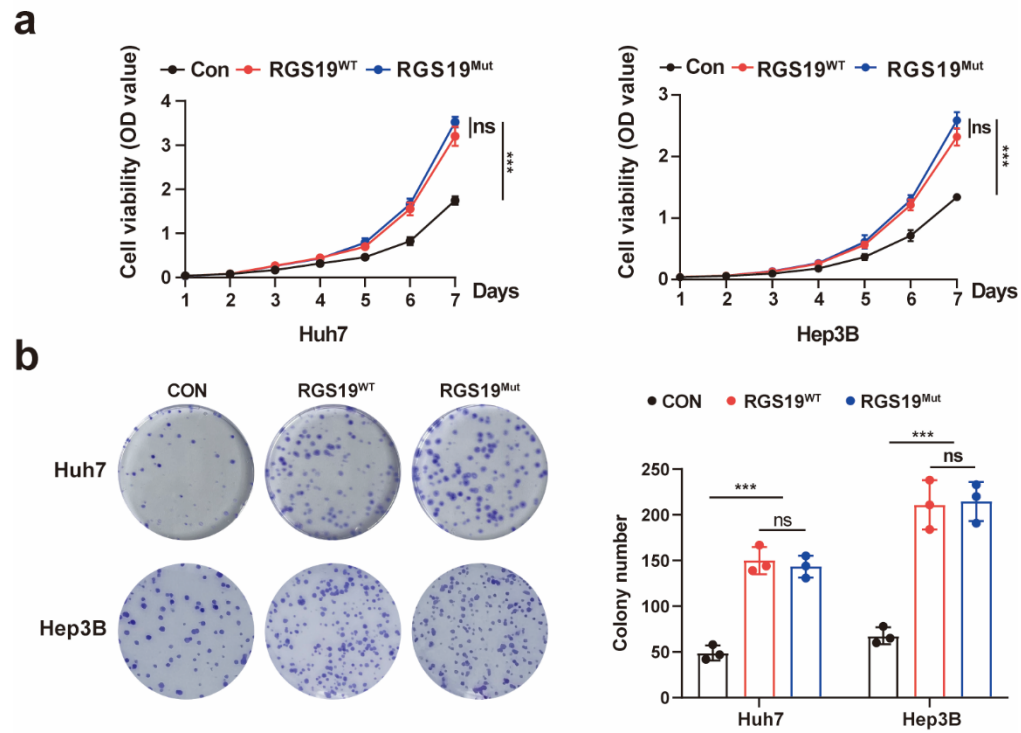 a
Con RGS19WT RGS19Mut
Cell viability (OD value)
4
3
2
1
0
ns
***
1 2 3 4 5 6 7 Days
Huh7
Con RGS19WT RGS19Mut
Cell viability (OD value)
3
2
1
0
ns
***
1 2 3 4 5 6 7 Days
Hep3B
b
CON RGS19WT RGS19Mut
Huh7
Hep3B
CON RGS19WT RGS19Mut
Colony number
250
200
150
100
50
0
***
ns
***
ns
Huh7 Hep3B